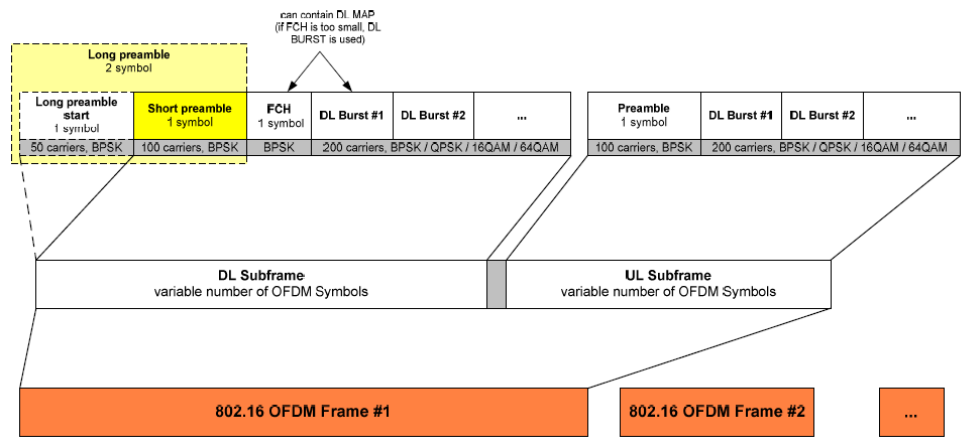 can contain DL MAP
(if FCH is too small, DL
BURST is used)
Long preamble
2 symbol
Long preamble
start
1 symbol
Short preamble
1 symbol
FCH
1 symbol
DL Burst #1
DL Burst #2
...
50 carriers, BPSK
100 carriers, BPSK
BPSK
200 carriers, BPSK / QPSK / 16QAM / 64QAM
Preamble
1 symbol
DL Burst #1
DL Burst #2
...
100 carriers, BPSK
200 carriers, BPSK / QPSK / 16QAM / 64QAM
DL Subframe
variable number of OFDM Symbols
UL Subframe
variable number of OFDM Symbols
802.16 OFDM Frame #1
802.16 OFDM Frame #2
...